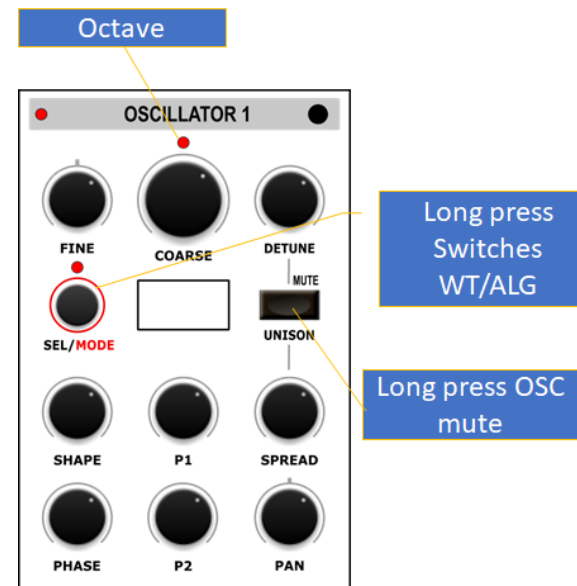 Octave
OSCILLATOR 1
FINE
COARSE
DETUNE
Long press
Switches
WT/ALG
MUTE
SEL/MODE
UNISON
Long press OSC
mute
SHAPE
P1
SPREAD
PHASE
P2
PAN